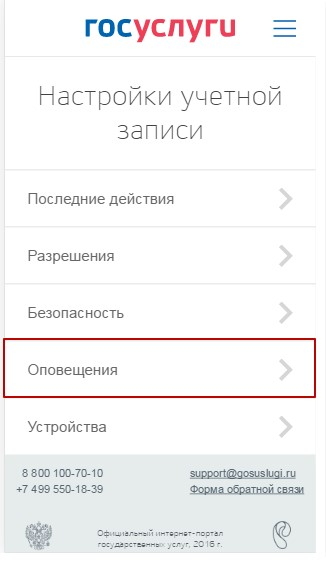 госуслуги
Настройки учетной
записи
Последние действия
Разрешения
Безопасность
Оповещения
Устройства
8 800 100-70-10 support@gosuslugi.ru
+7 499 550-18-39 Форма обратной связи
Официальный интернет-портал
государственных услуг, 2016 г.